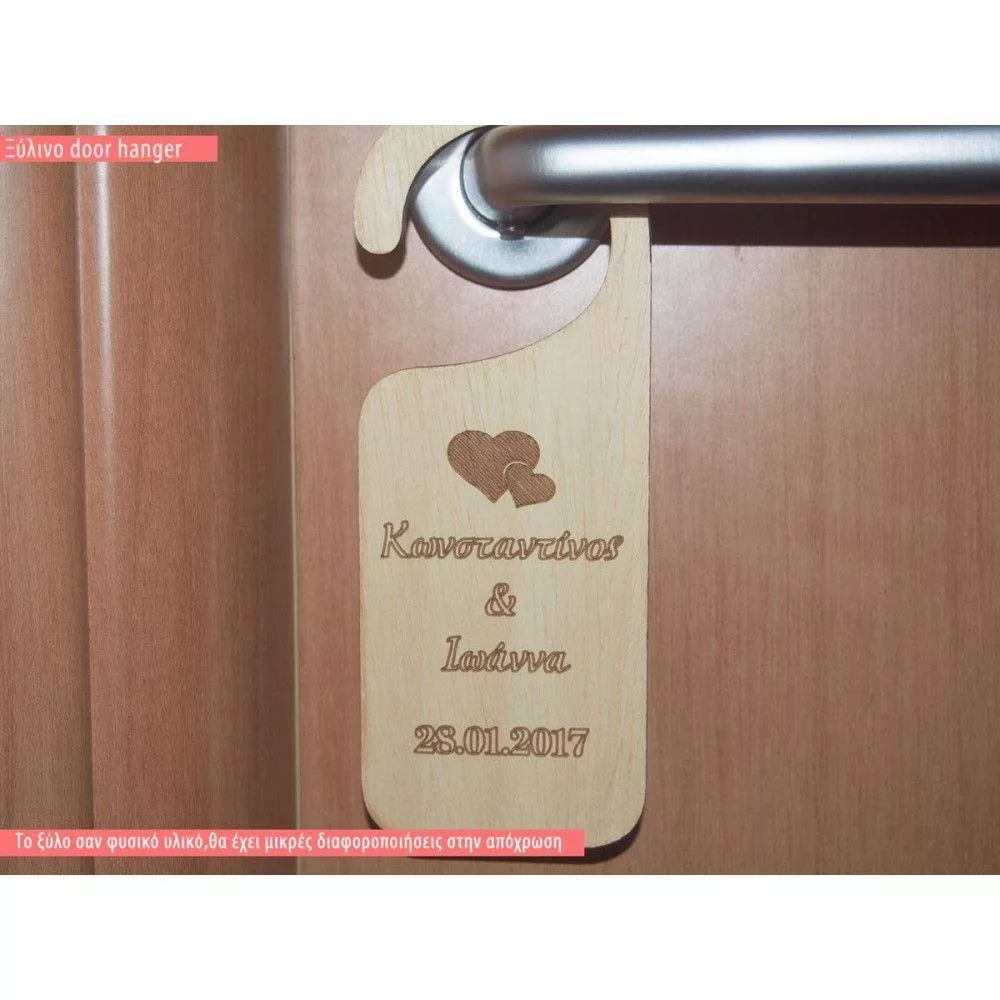 Ξύλινο door hanger
Κωνσταντίνος
&
Ιωάννα
28.01.2017
Το ξύλο σαν φυσικό υλικό,θα έχει μικρές διαφοροποιήσεις στην απόχρωση